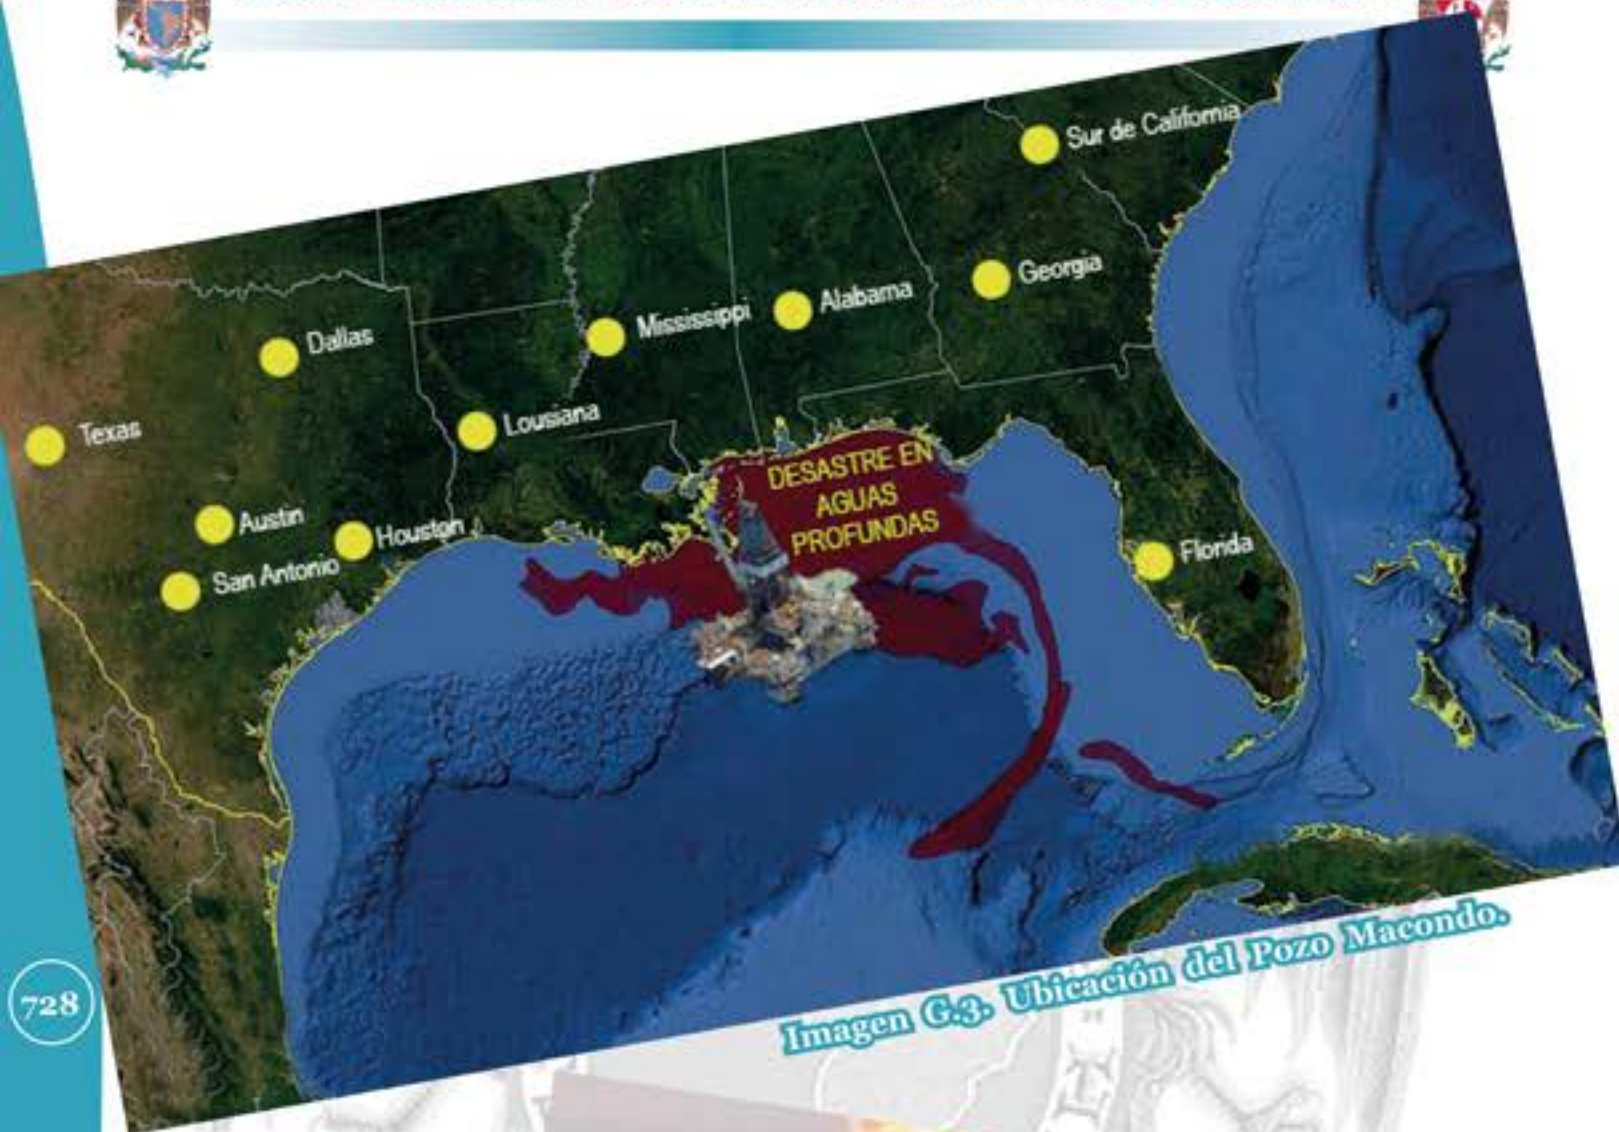 Sur de California
Georgia
Alabama
Mississippi
Dallas
Lousiana
Texas
DESASTRE EN
AGUAS
PROFUNDAS
Austin
Houston
San Antonio
Florida
Imagen G.3. Ubicación del Pozo Macondo.
728